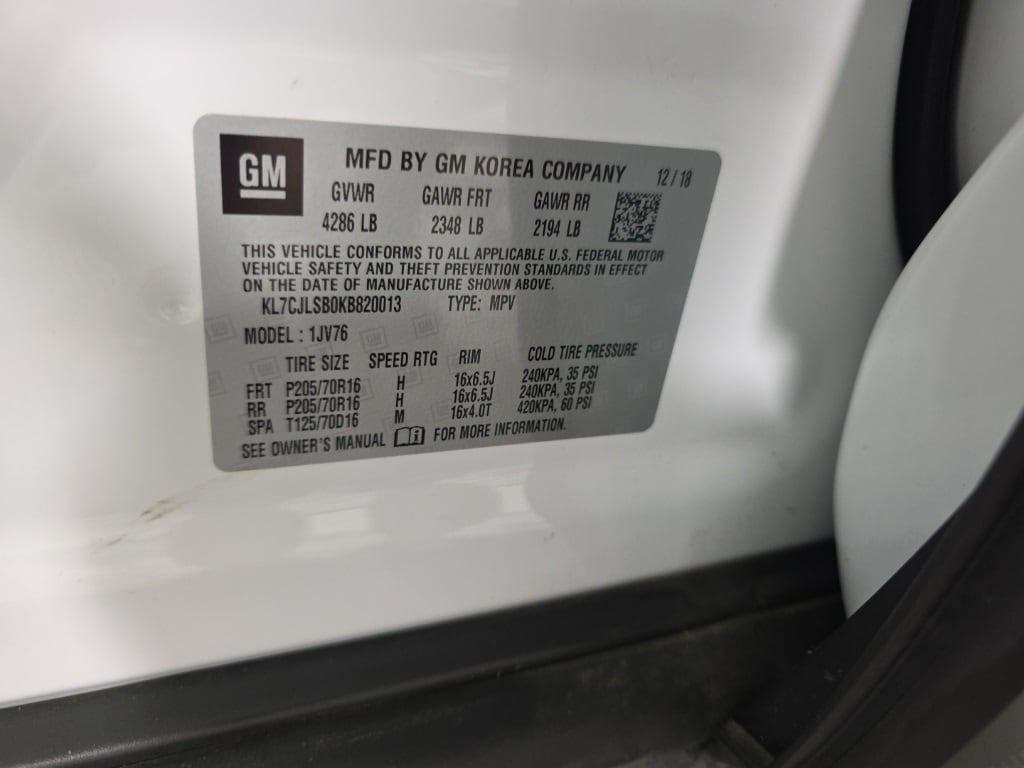 GM MFD BY GM KOREA COMPANY 12/18
GVWR GAWR FRT GAWR RR
4286 LB 2348 LB 2194 LB
THIS VEHICLE CONFORMS TO ALL APPLICABLE U.S. FEDERAL MOTOR
VEHICLE SAFETY AND THEFT PREVENTION STANDARDS IN EFFECT
ON THE DATE OF MANUFACTURE SHOWN ABOVE.
KL7CJLSB0KB820013 TYPE: MPV
MODEL : 1JV76
TIRE SIZE SPEED RTG RIM COLD TIRE PRESSURE
FRT P205/70R16 H 16x6.5J 240KPA, 35 PSI
RR P205/70R16 H 16x6.5J 240KPA, 35 PSI
SPA T125/70D16 M 16x4.0T 420KPA, 60 PSI
SEE OWNER'S MANUAL FOR MORE INFORMATION.